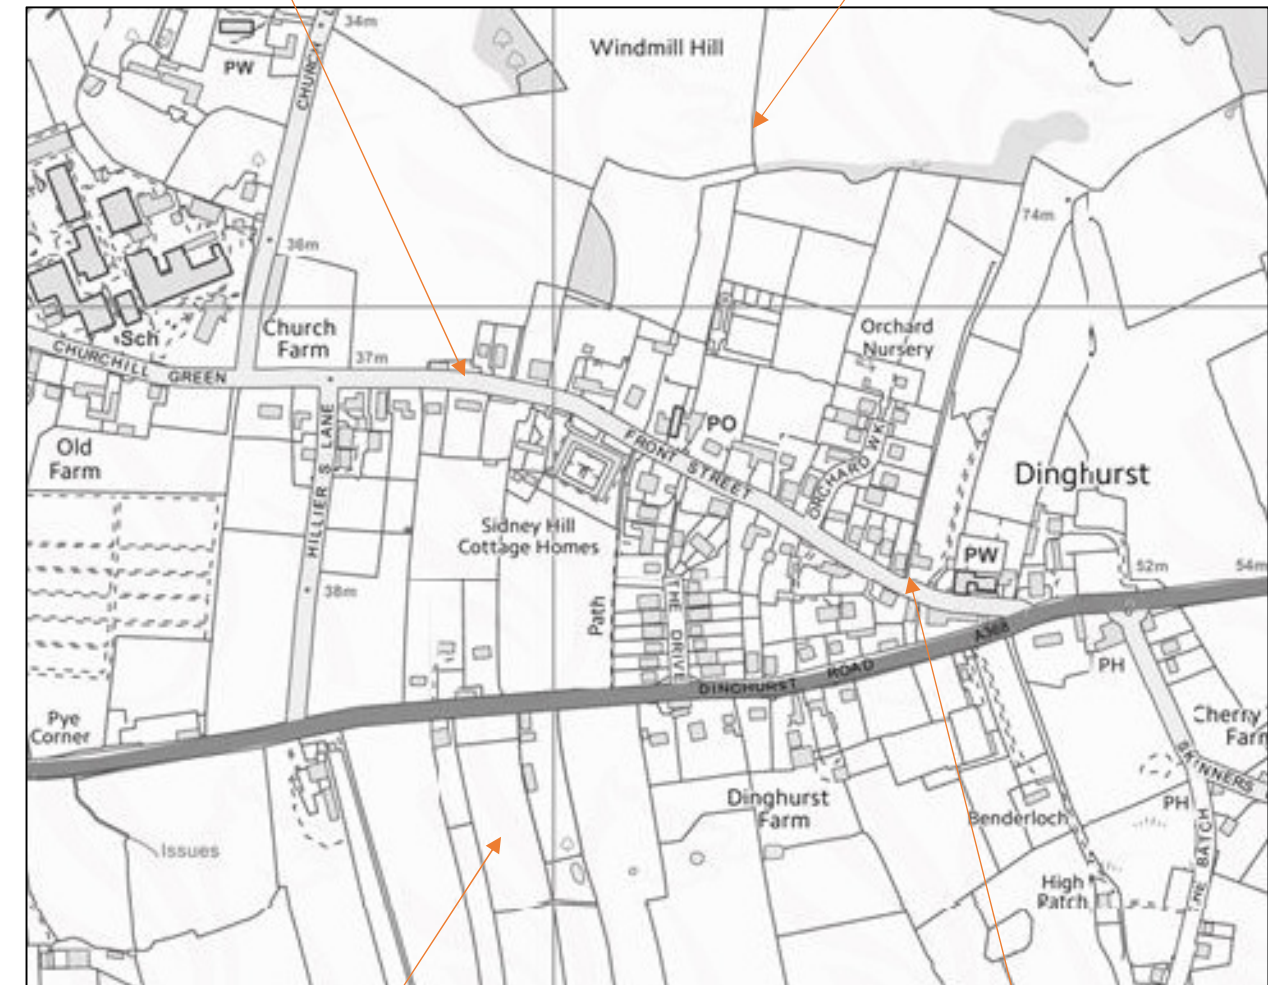 34m
Windmill Hill
PW
CHURCH
74m
36m
Sch
Church
Farm
37m
Orchard
Nursery
CHURCHILL GREEN
Old
Farm
HILLIER S LANE
PO
FRONT STREET
ORCHARD WK
Dinghurst
Sidney Hill
Cottage Homes
PW
52m
54m
38m
Path
THE DRIVE
A368
DINGHURST ROAD
PH
Pye
Corner
Cherry
Farm
SKINNERS
Dinghurst
Farm
PH
Benderloch
Issues
BATCH
High
Patch